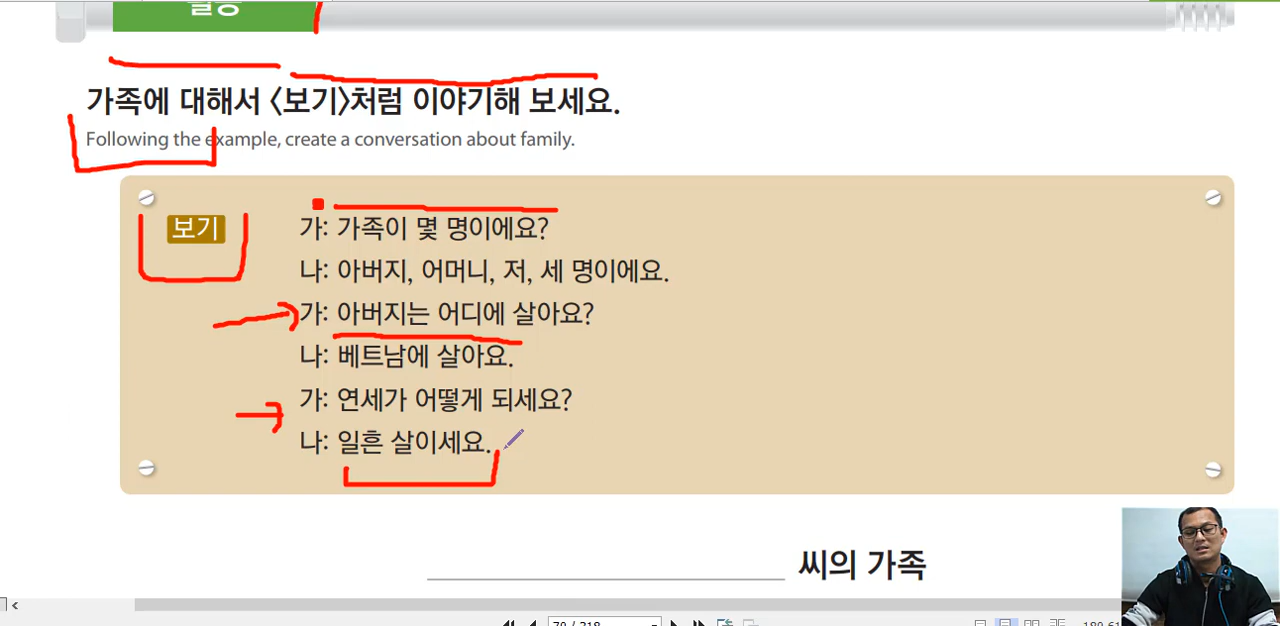 활동
가족에 대해서 〈보기〉처럼 이야기해 보세요.
Following the example, create a conversation about family.
보기
가: 가족이 몇 명이에요?
나: 아버지, 어머니, 저, 세 명이에요.
가: 아버지는 어디에 살아요?
나: 베트남에 살아요.
가: 연세가 어떻게 되세요?
나: 일흔 살이세요.
씨의 가족